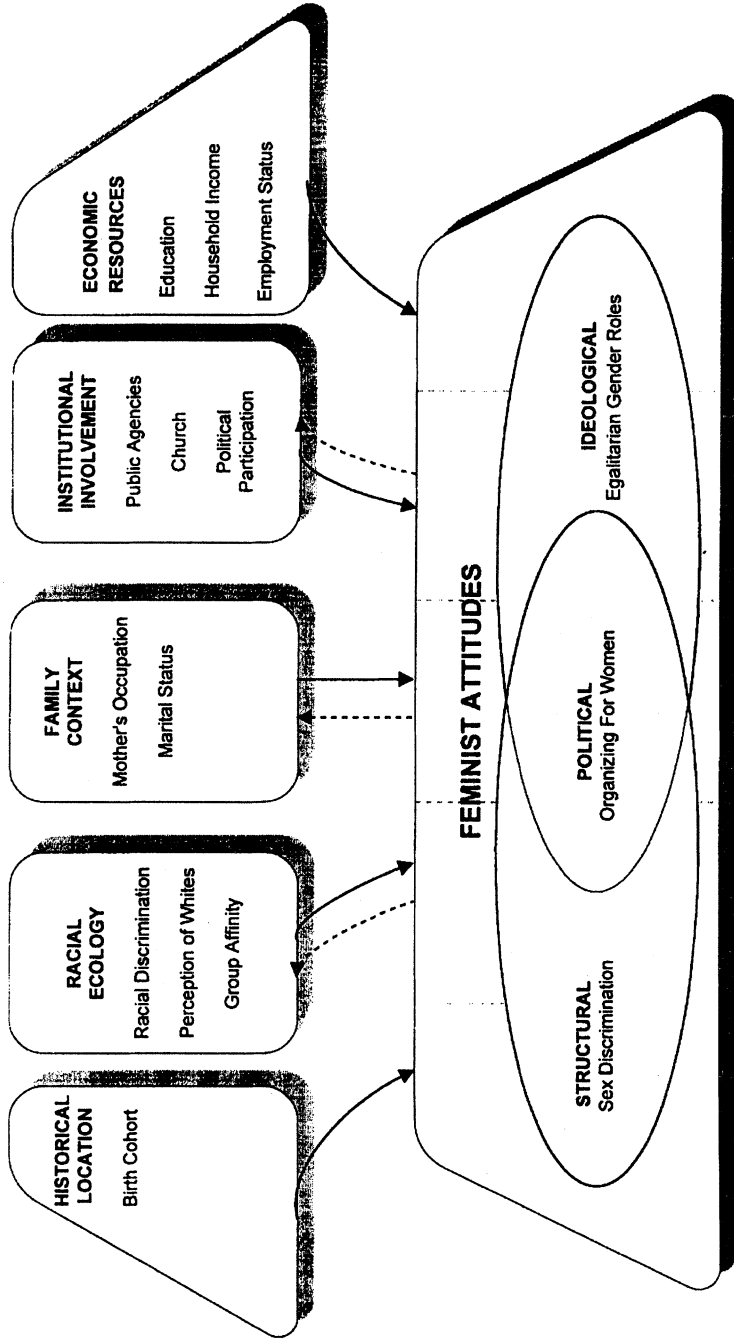 HISTORICAL
LOCATION
Birth Cohort
RACIAL
ECOLOGY
Racial Discrimination
Perception of Whites
Group Affinity
FAMILY
CONTEXT
Mother's Occupation
Marital Status
INSTITUTIONAL
INVOLVEMENT
Public Agencies
Church
Political
Participation
ECONOMIC
RESOURCES
Education
Household Income
Employment Status
FEMINIST ATTITUDES
STRUCTURAL
Sex Discrimination
POLITICAL
Organizing For Women
IDEOLOGICAL
Egalitarian Gender Roles